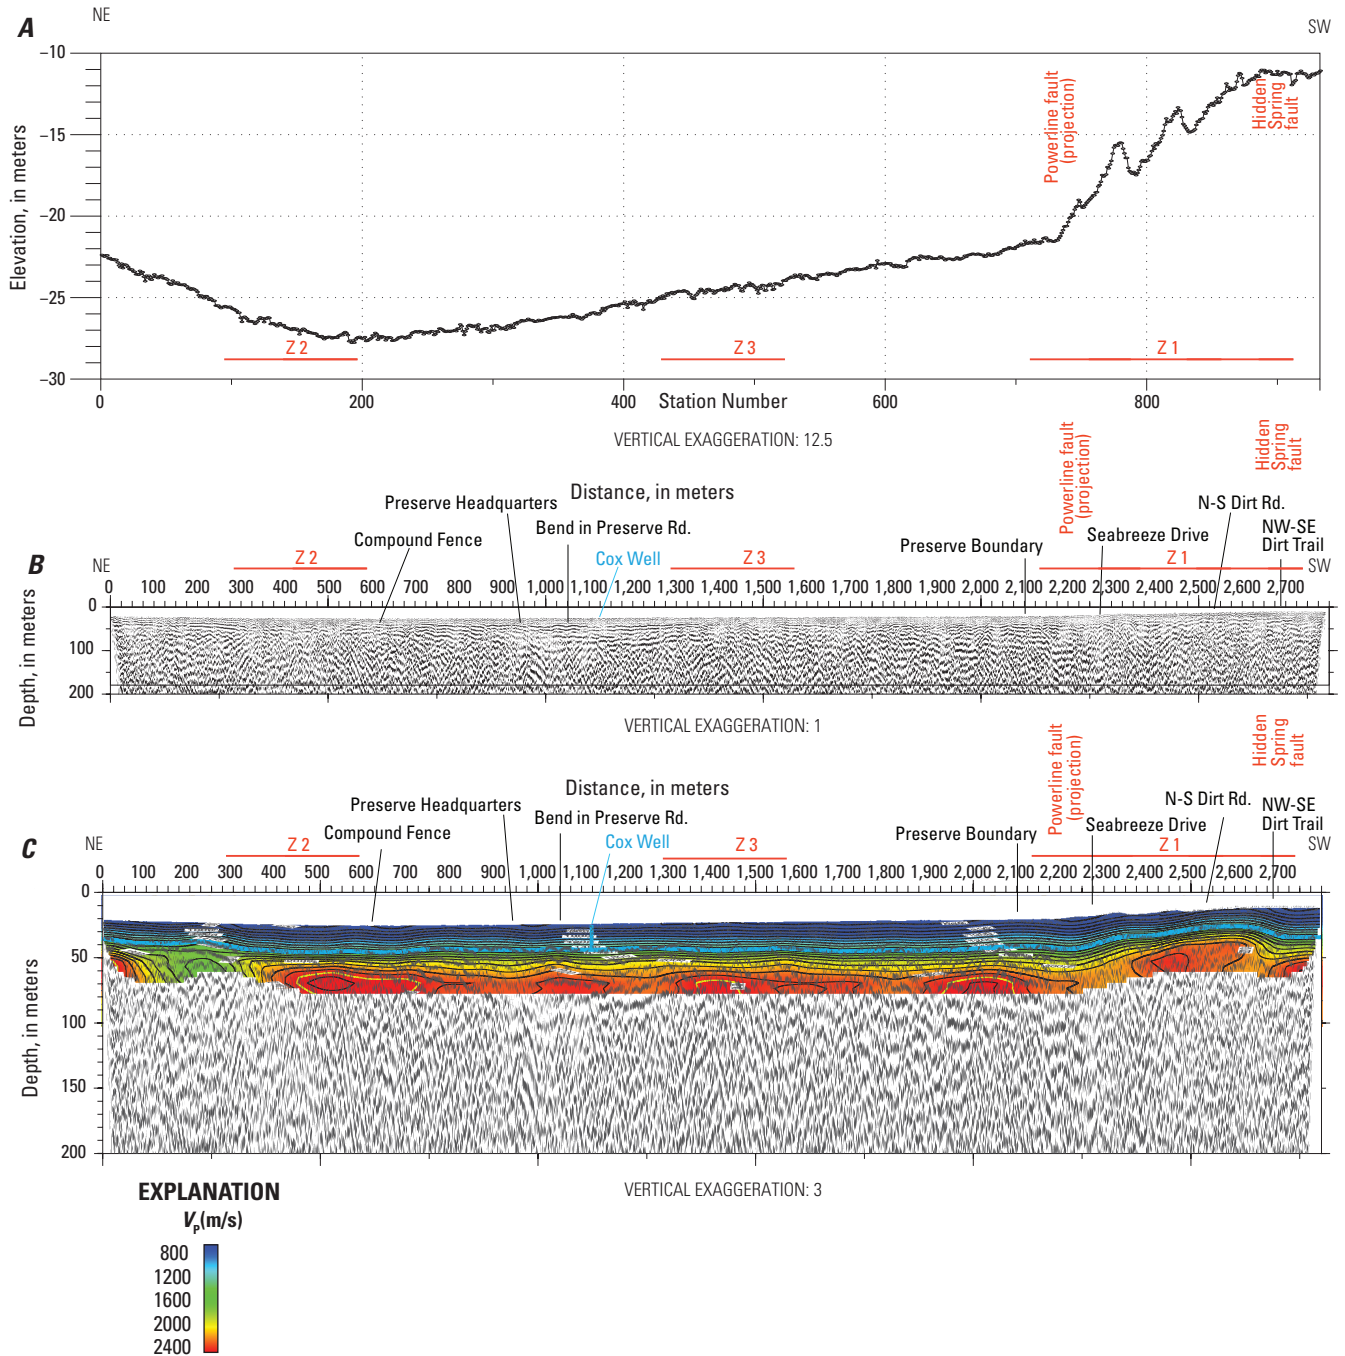 A
NE
SW
–10
–15
–20
–25
–30
Elevation, in meters
Powerline fault
(projection)
Hidden
Spring
fault
Z 2
Z 3
Z 1
0
200
400
Station Number
600
800
VERTICAL EXAGGERATION: 12.5
Powerline fault
(projection)
Hidden
Spring
fault
Distance, in meters
Preserve Headquarters
Compound Fence
Bend in Preserve Rd.
Cox Well
Preserve Boundary
Seabreeze Drive
N-S Dirt Rd.
NW-SE
Dirt Trail
B
NE
Z 2
Z 3
Z 1
SW
0 100 200 300 400 500 600 700 800 900 1,000 1,100 1,200 1,300 1,400 1,500 1,600 1,700 1,800 1,900 2,000 2,100 2,200 2,300 2,400 2,500 2,600 2,700
0
100
200
Depth, in meters
VERTICAL EXAGGERATION: 1
Powerline fault
(projection)
Hidden
Spring
fault
Distance, in meters
Preserve Headquarters
Compound Fence
Bend in Preserve Rd.
Cox Well
Preserve Boundary
Seabreeze Drive
N-S Dirt Rd.
NW-SE
Dirt Trail
C
NE
Z 2
Z 3
Z 1
SW
0 100 200 300 400 500 600 700 800 900 1,000 1,100 1,200 1,300 1,400 1,500 1,600 1,700 1,800 1,900 2,000 2,100 2,200 2,300 2,400 2,500 2,600 2,700
0
50
100
150
200
Depth, in meters
VERTICAL EXAGGERATION: 3
EXPLANATION
Vp(m/s)
800
1200
1600
2000
2400